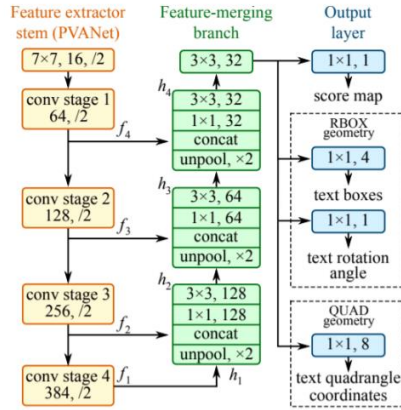 Feature extractor
stem (PVANet)
7×7, 16, /2
conv stage 1
64, /2
f4
conv stage 2
128, /2
f3
conv stage 3
256, /2
f2
conv stage 4
384, /2
f1
Feature-merging
branch
3×3, 32
h4
3×3, 32
1×1, 32
concat
unpool, ×2
h3
3×3, 64
1×1, 64
concat
unpool, ×2
h2
3×3, 128
1×1, 128
concat
unpool, ×2
h1
Output
layer
1×1, 1
score map
RBOX
geometry
1×1, 4
text boxes
1×1, 1
text rotation
angle
QUAD
geometry
1×1, 8
text quadrangle
coordinates